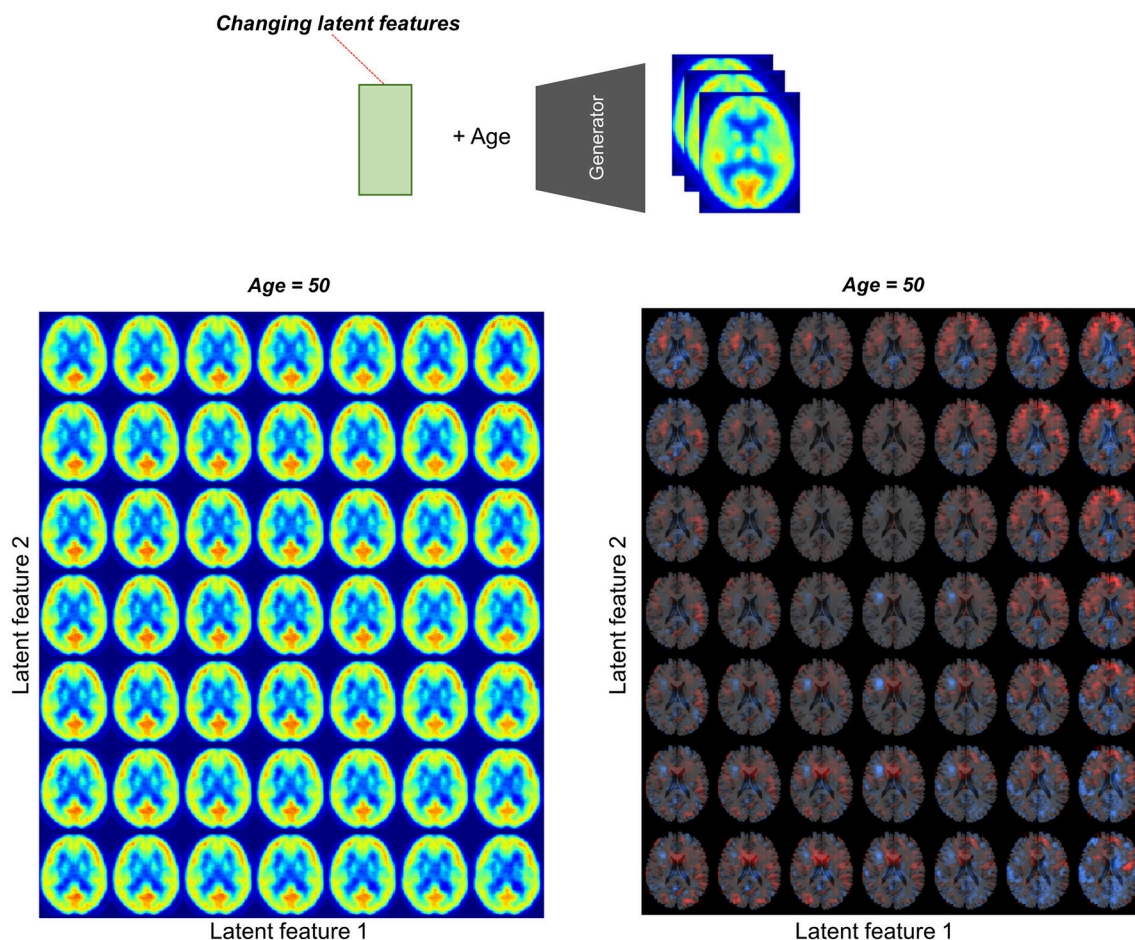 Changing latent features
+ Age
Generator
Age = 50
Age = 50
Latent feature 2
Latent feature 2
Latent feature 1
Latent feature 1